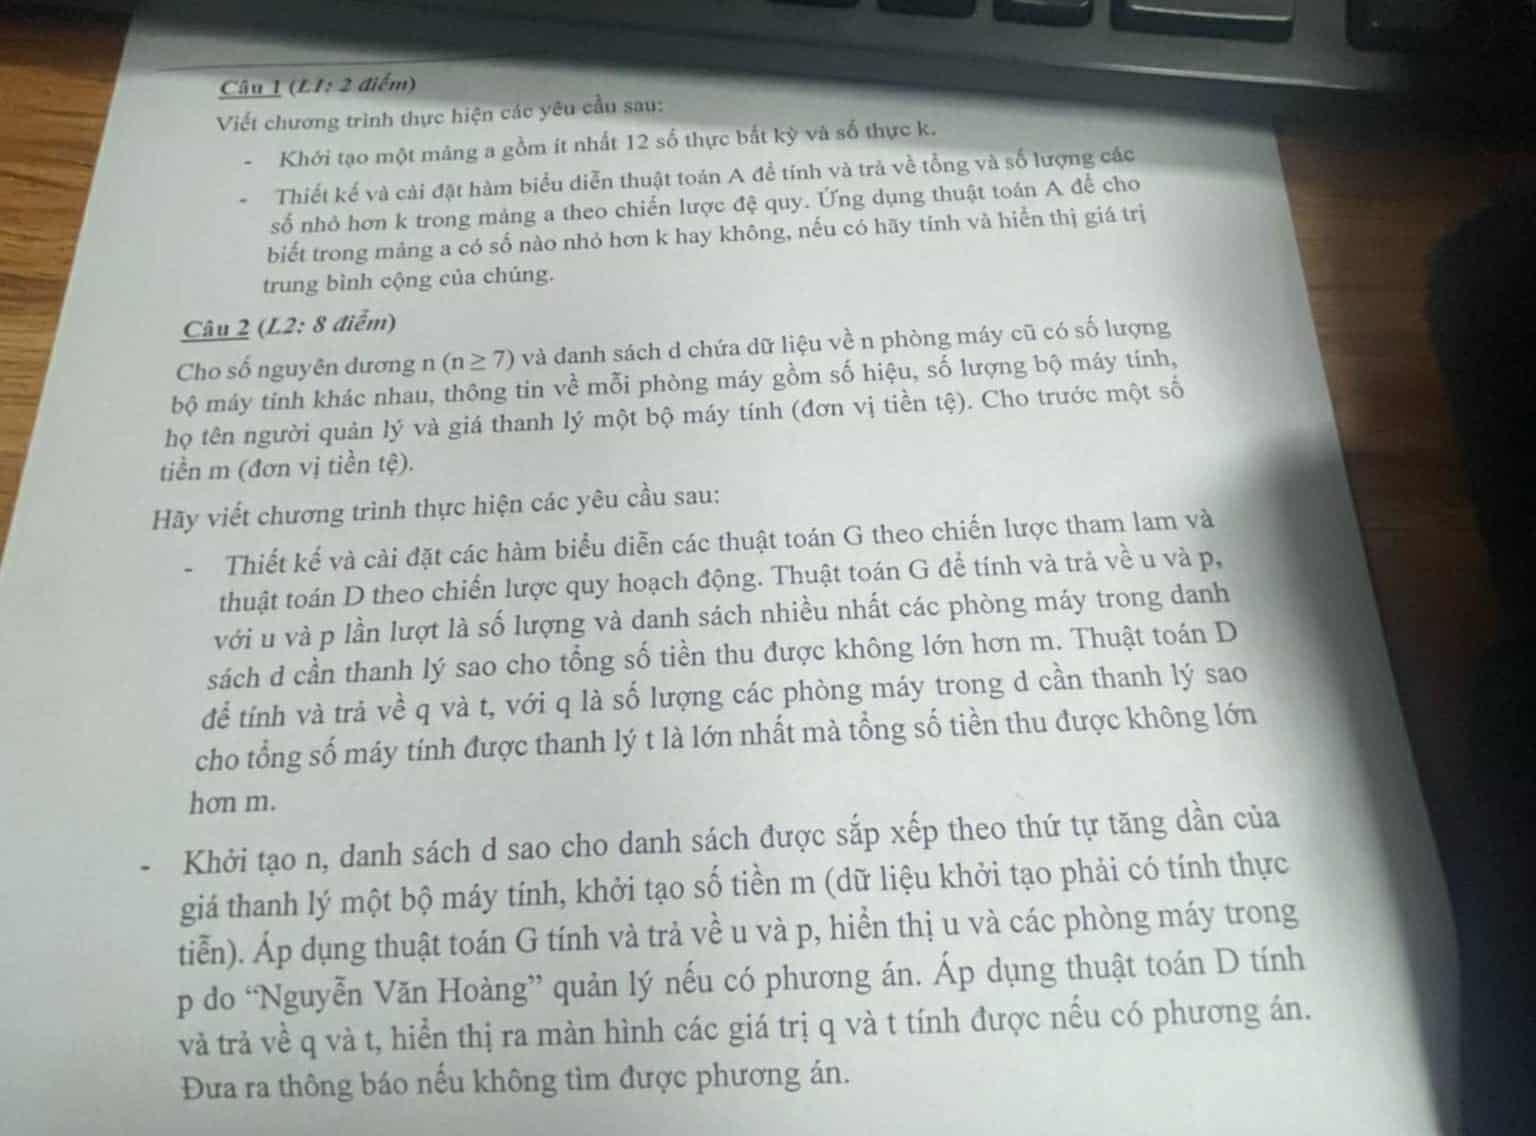 Câu 1 (L1: 2 điểm)
Viết chương trình thực hiện các yêu cầu sau:
- Khởi tạo một mảng a gồm ít nhất 12 số thực bất kỳ và số thực k.
- Thiết kế và cài đặt hàm biểu diễn thuật toán A để tính và trả về tổng và số lượng các
số nhỏ hơn k trong mảng a theo chiến lược đệ quy. Ứng dụng thuật toán A để cho
biết trong mảng a có số nào nhỏ hơn k hay không, nếu có hãy tính và hiển thị giá trị
trung bình cộng của chúng.
Câu 2 (L2: 8 điểm)
Cho số nguyên dương n (n ≥ 7) và danh sách d chứa dữ liệu về n phòng máy cũ có số lượng
bộ máy tính khác nhau, thông tin về mỗi phòng máy gồm số hiệu, số lượng bộ máy tính,
họ tên người quản lý và giá thanh lý một bộ máy tính (đơn vị tiền tệ). Cho trước một số
tiền m (đơn vị tiền tệ).
Hãy viết chương trình thực hiện các yêu cầu sau:
- Thiết kế và cài đặt các hàm biểu diễn các thuật toán G theo chiến lược tham lam và
thuật toán D theo chiến lược quy hoạch động. Thuật toán G để tính và trả về u và p,
với u và p lần lượt là số lượng và danh sách nhiều nhất các phòng máy trong danh
sách d cần thanh lý sao cho tổng số tiền thu được không lớn hơn m. Thuật toán D
để tính và trả về q và t, với q là số lượng các phòng máy trong d cần thanh lý sao
cho tổng số máy tính được thanh lý t là lớn nhất mà tổng số tiền thu được không lớn
hơn m.
- Khởi tạo n, danh sách d sao cho danh sách được sắp xếp theo thứ tự tăng dần của
giá thanh lý một bộ máy tính, khởi tạo số tiền m (dữ liệu khởi tạo phải có tính thực
tiễn). Áp dụng thuật toán G tính và trả về u và p, hiển thị u và các phòng máy trong
p do “Nguyễn Văn Hoàng” quản lý nếu có phương án. Áp dụng thuật toán D tính
và trả về q và t, hiển thị ra màn hình các giá trị q và t tính được nếu có phương án.
Đưa ra thông báo nếu không tìm được phương án.